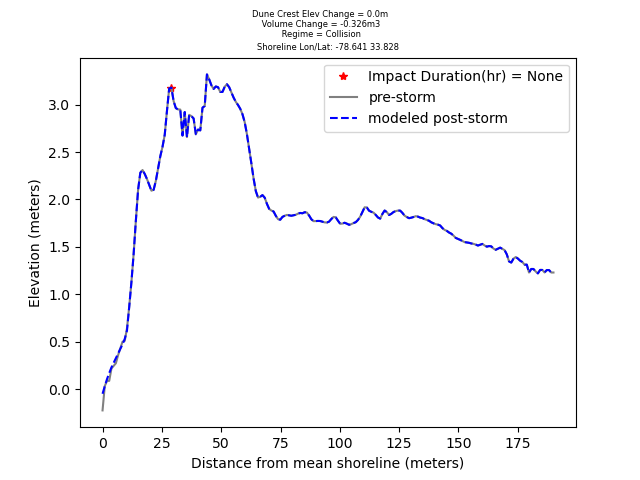 Dune Crest Elev Change = 0.0m
Volume Change = -0.326m3
Regime = Collision
Shoreline Lon/Lat: -78.641 33.828
Impact Duration(hr) = None
pre-storm
modeled post-storm
Elevation (meters)
3.0
2.5
2.0
1.5
1.0
0.5
0.0
0 25 50 75 100 125 150 175
Distance from mean shoreline (meters)